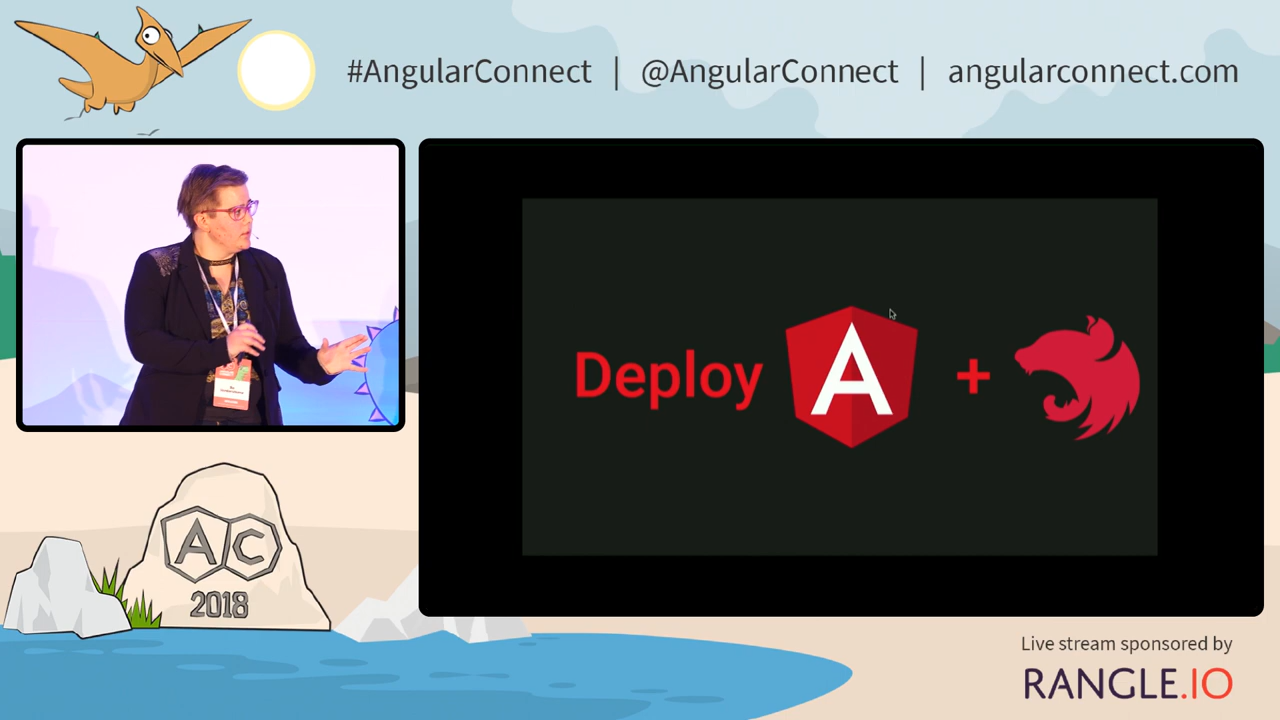 #AngularConnect | @AngularConnect | angularconnect.com
Deploy A +
AC
2018
Live stream sponsored by
RANGLE.IO